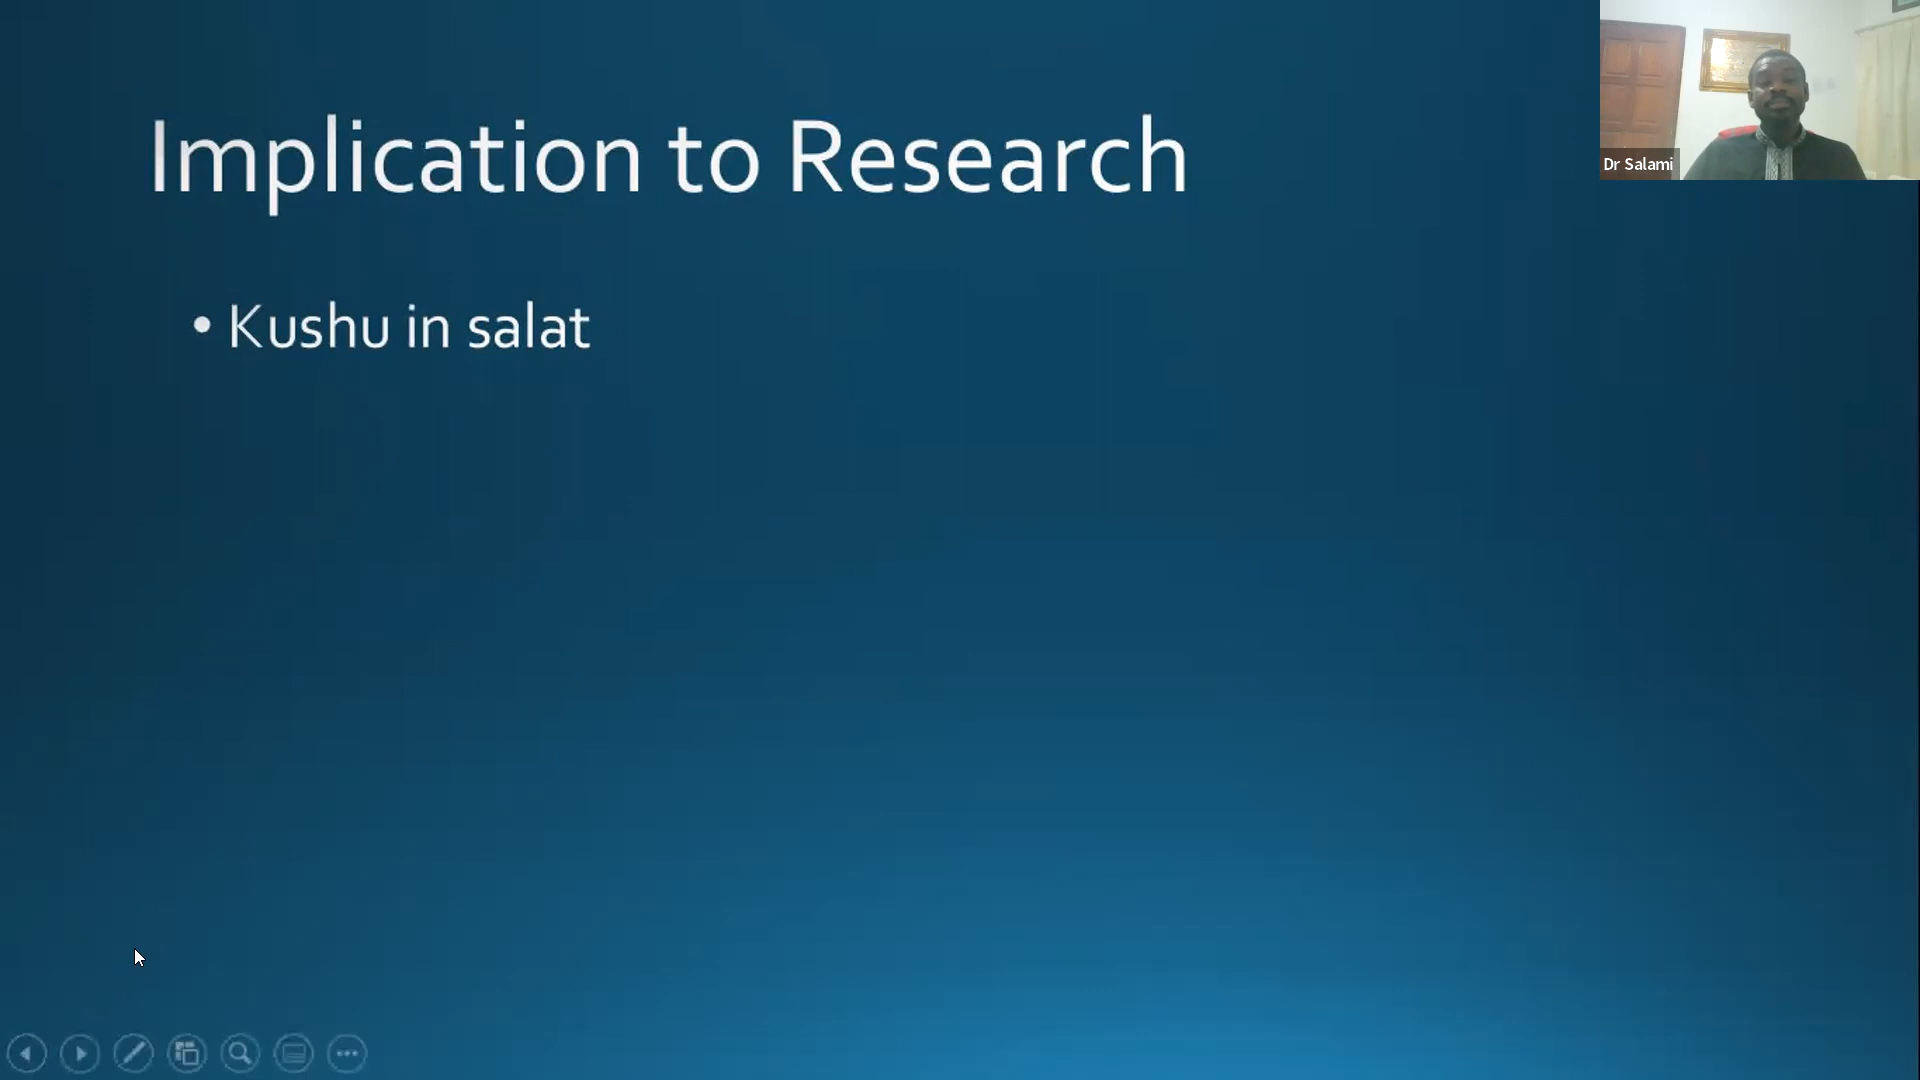 Implication to Research
• Kushu in salat
Dr Salami